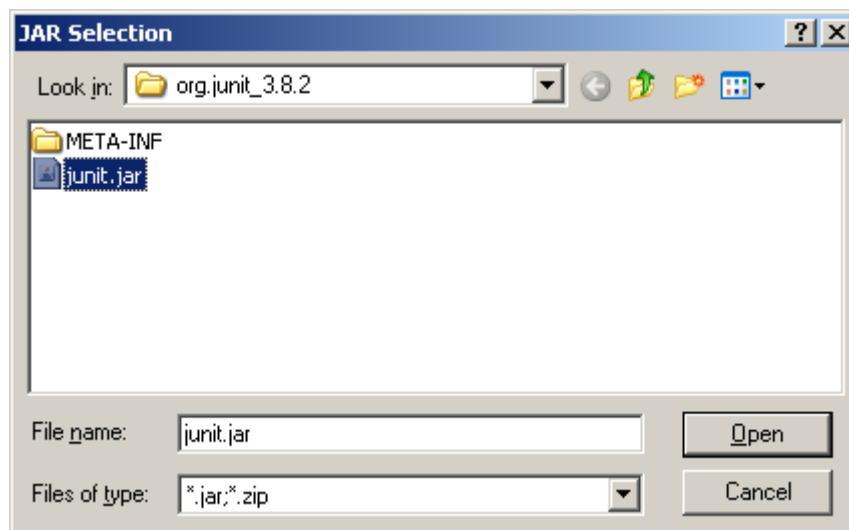 JAR Selection
Look in: org.junit_3.8.2
META-INF
junit.jar
File name: junit.jar Open
Files of type: *.jar;*.zip Cancel